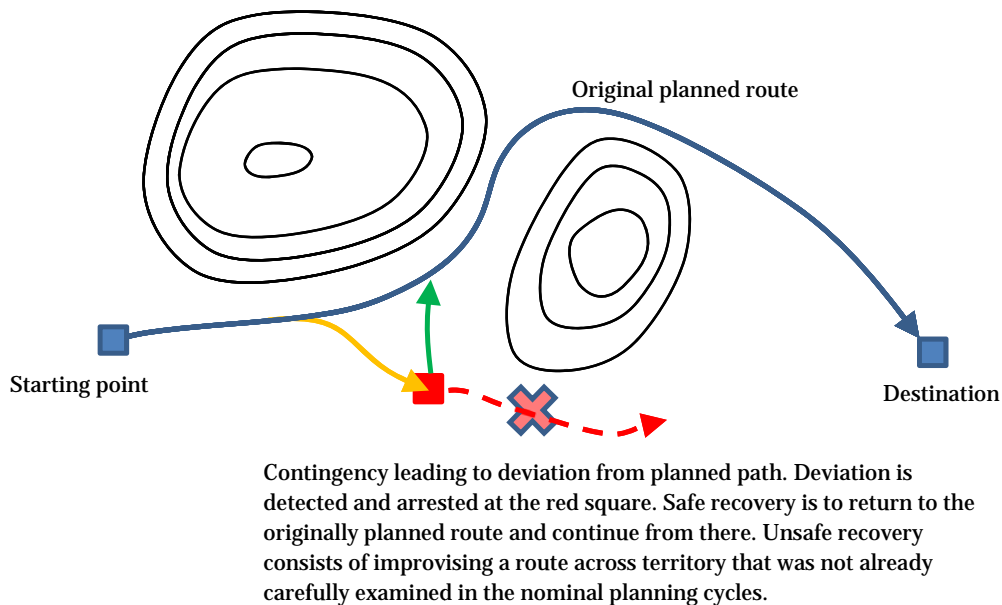 Original planned route
Starting point
Destination
Contingency leading to deviation from planned path. Deviation is
detected and arrested at the red square. Safe recovery is to return to the
originally planned route and continue from there. Unsafe recovery
consists of improvising a route across territory that was not already
carefully examined in the nominal planning cycles.